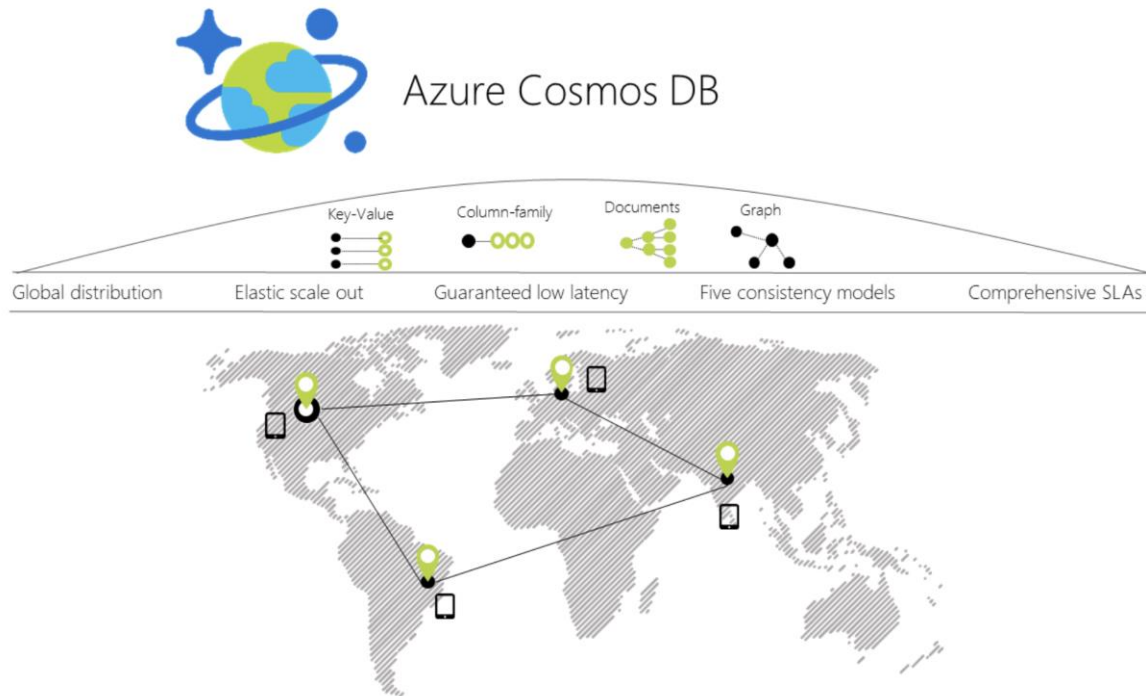 Azure Cosmos DB
Key-Value
Column-family
Documents
Graph
Global distribution
Elastic scale out
Guaranteed low latency
Five consistency models
Comprehensive SLAs